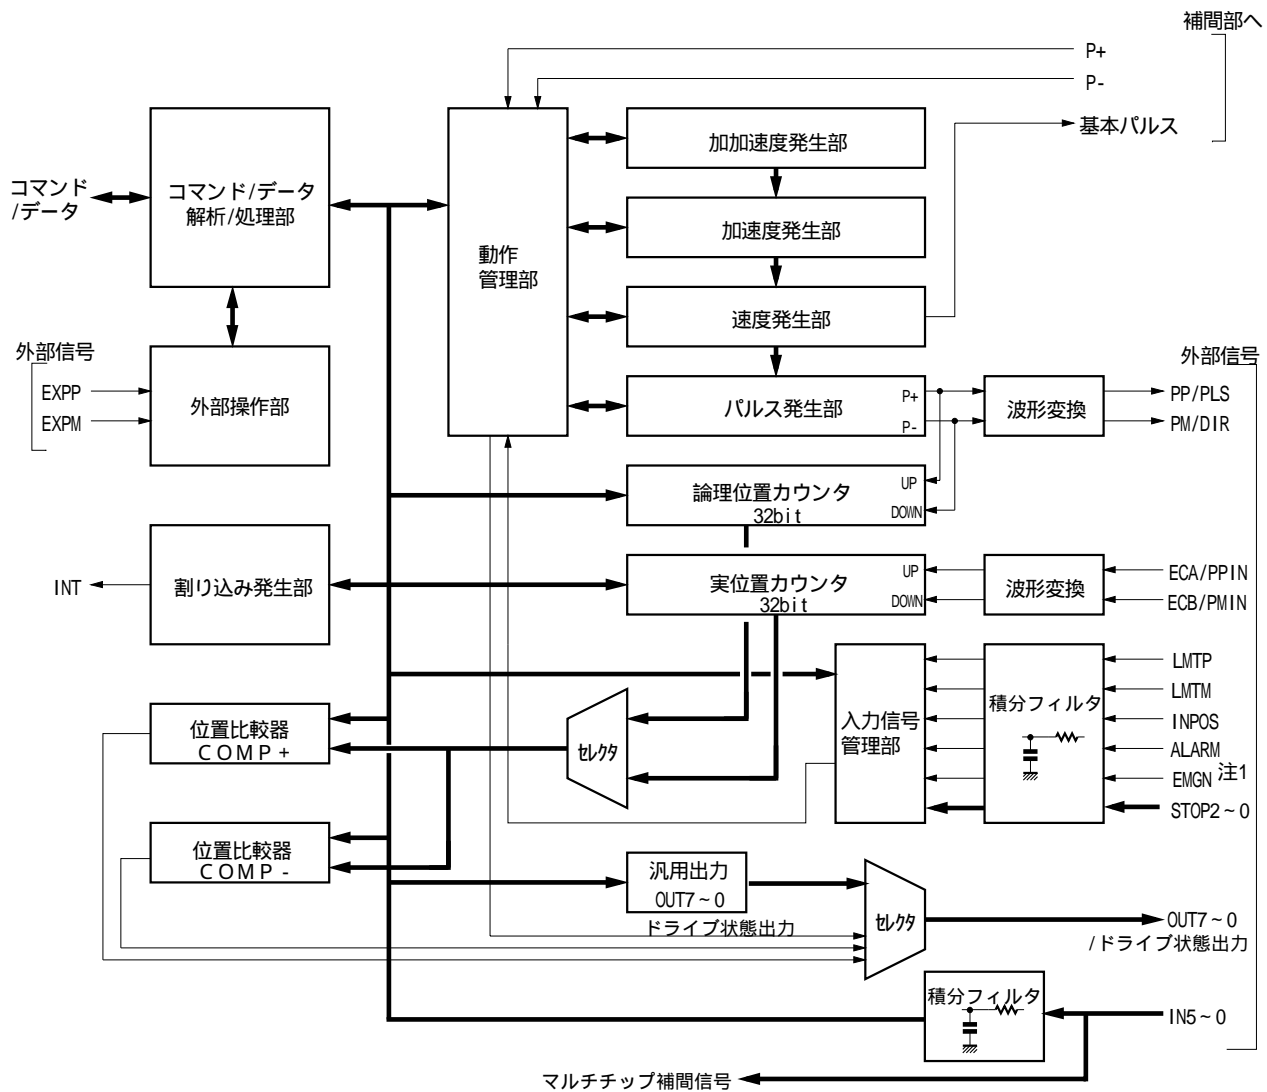 補間部へ
P+
P-
基本パルス
コマンド
/データ
コマンド/データ
解析/処理部
動作
管理部
加加速度発生部
加速度発生部
速度発生部
パルス発生部
P+
P-
波形変換
外部信号
PP/PLS
PM/DIR
外部信号
EXPP
EXPM
外部操作部
論理位置カウンタ
32bit
UP
DOWN
INT
割り込み発生部
実位置カウンタ
32bit
UP
DOWN
波形変換
ECA/PPIN
ECB/PMIN
位置比較器
COMP+
セレクタ
入力信号
管理部
積分フィルタ
LMTP
LMTM
INPOS
ALARM
EMGN 注1
STOP2~0
位置比較器
COMP-
汎用出力
OUT7~0
ドライブ状態出力
セレクタ
OUT7~0
/ドライブ状態出力
積分フィルタ
IN5~0
マルチチップ補間信号